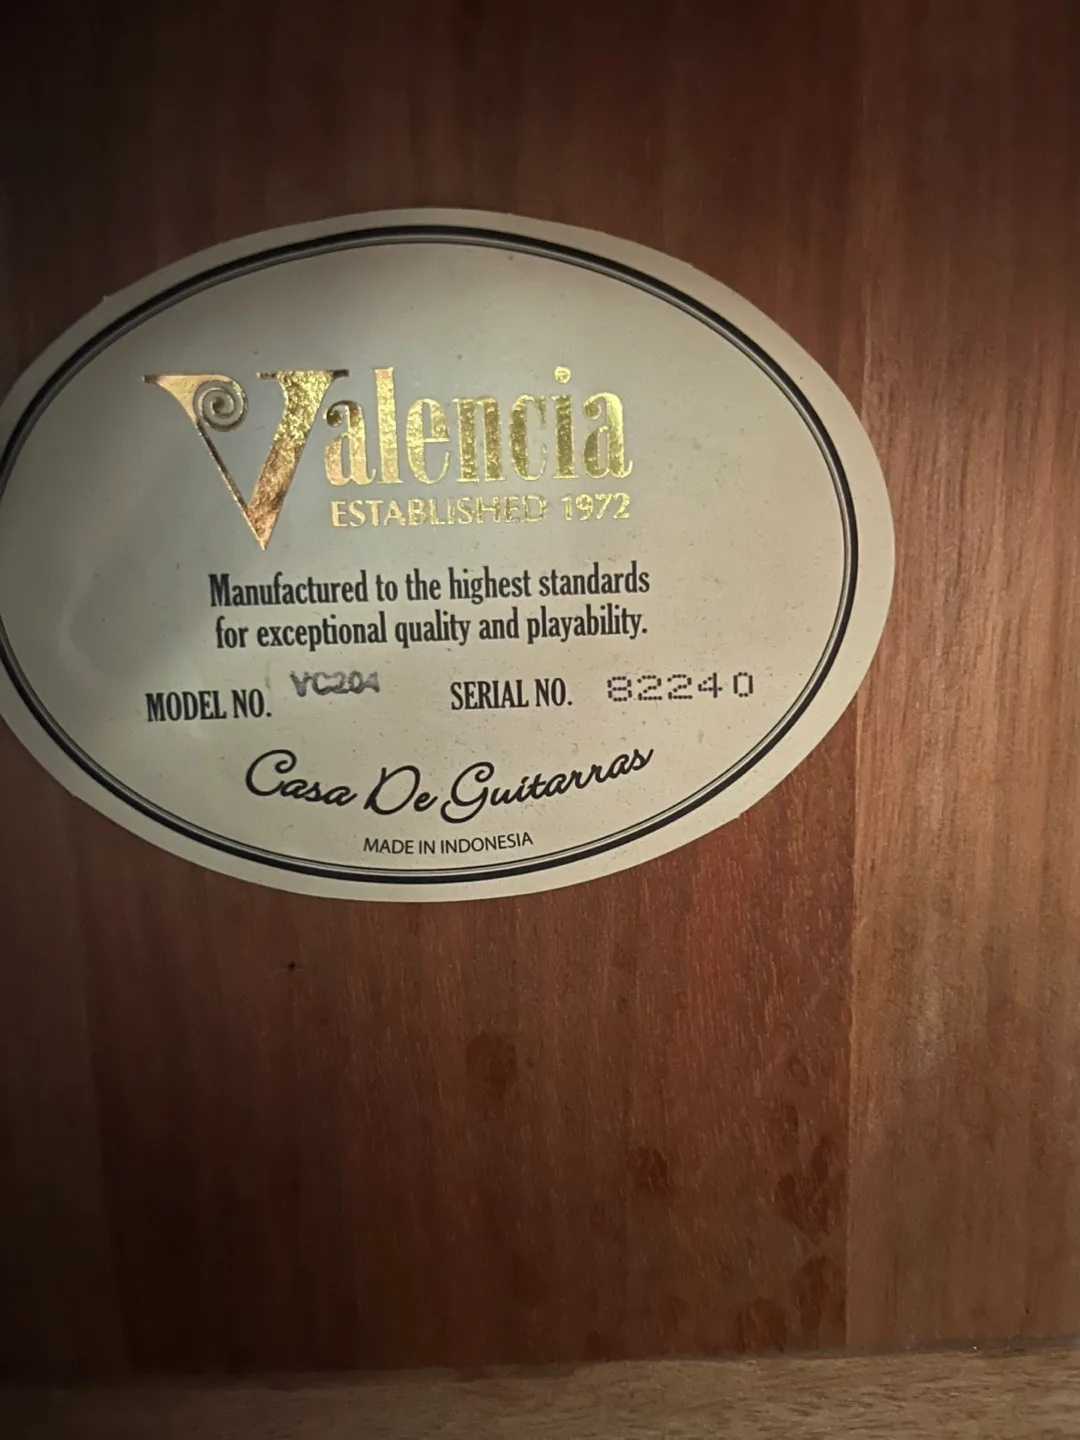 Valencia
ESTABLISHED 1972
Manufactured to the highest standards
for exceptional quality and playability.
MODEL NO. VC204 SERIAL NO. 82240
Casa De Guitarras
MADE IN INDONESIA